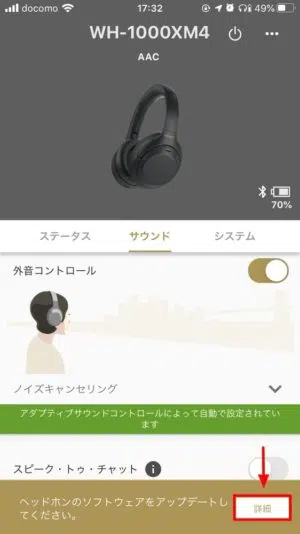 docomo 17:32 49%
WH-1000XM4
AAC
70%
ステータス サウンド システム
外音コントロール
ノイズキャンセリング
アダプティブサウンドコントロールによって自動で設定されてい
ます
スピーク・トゥ・チャット
ヘッドホンのソフトウェアをアップデートし
てください。
詳細